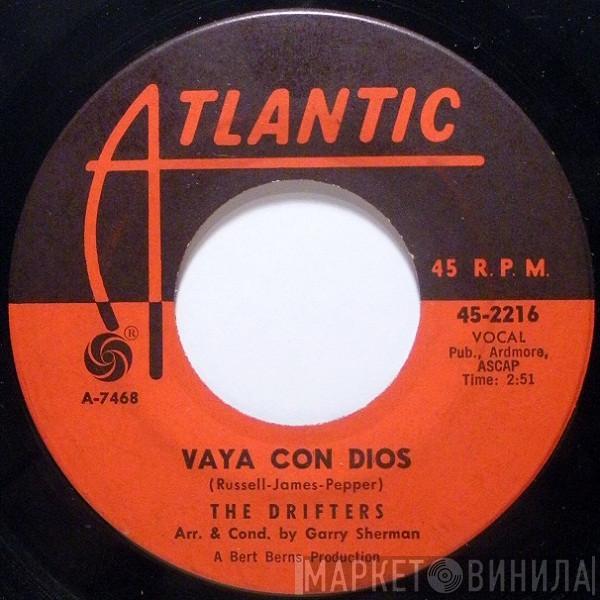 ATLANTIC
45 R.P.M.
45-2216
VOCAL
Pub., Ardmore,
ASCAP
Time: 2:51
®
A-7468
VAYA CON DIOS
(Russell-James-Pepper)
THE DRIFTERS
Arr. & Cond. by Garry Sherman
A Bert Berns Production
МАРКЕТ ВИНИЛА